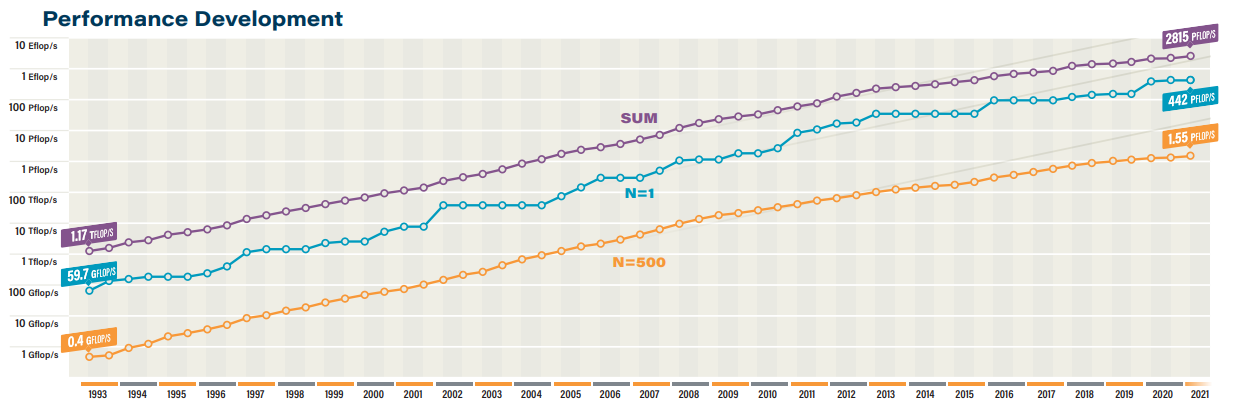 Performance Development
10 Eflop/s
1 Eflop/s
100 Pflop/s
10 Pflop/s
1 Pflop/s
100 Tflop/s
10 Tflop/s
1 Tflop/s
100 Gflop/s
10 Gflop/s
1 Gflop/s
2815 PFLOP/S
442 PFLOP/S
1.55 PFLOP/S
SUM
N=1
N=500
1.17 TFLOP/S
59.7 GFLOP/S
0.4 GFLOP/S
1993 1994 1995 1996 1997 1998 1999 2000 2001 2002 2003 2004 2005 2006 2007 2008 2009 2010 2011 2012 2013 2014 2015 2016 2017 2018 2019 2020 2021